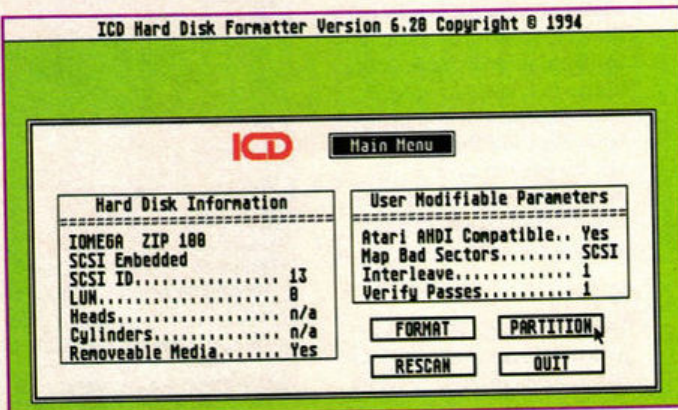 ICD Hard Disk Formatter Version 6.20 Copyright © 1994
ICD Main Menu
Hard Disk Information
IOMEGA ZIP 100
SCSI Embedded
SCSI ID................. 13
LUN..................... 0
Heads................... n/a
Cylinders............... n/a
Removeable Media....... Yes
User Modifiable Parameters
Atari AHDI Compatible.. Yes
Map Bad Sectors........ SCSI
Interleave............. 1
Verify Passes.......... 1
FORMAT PARTITION
RESCAN QUIT